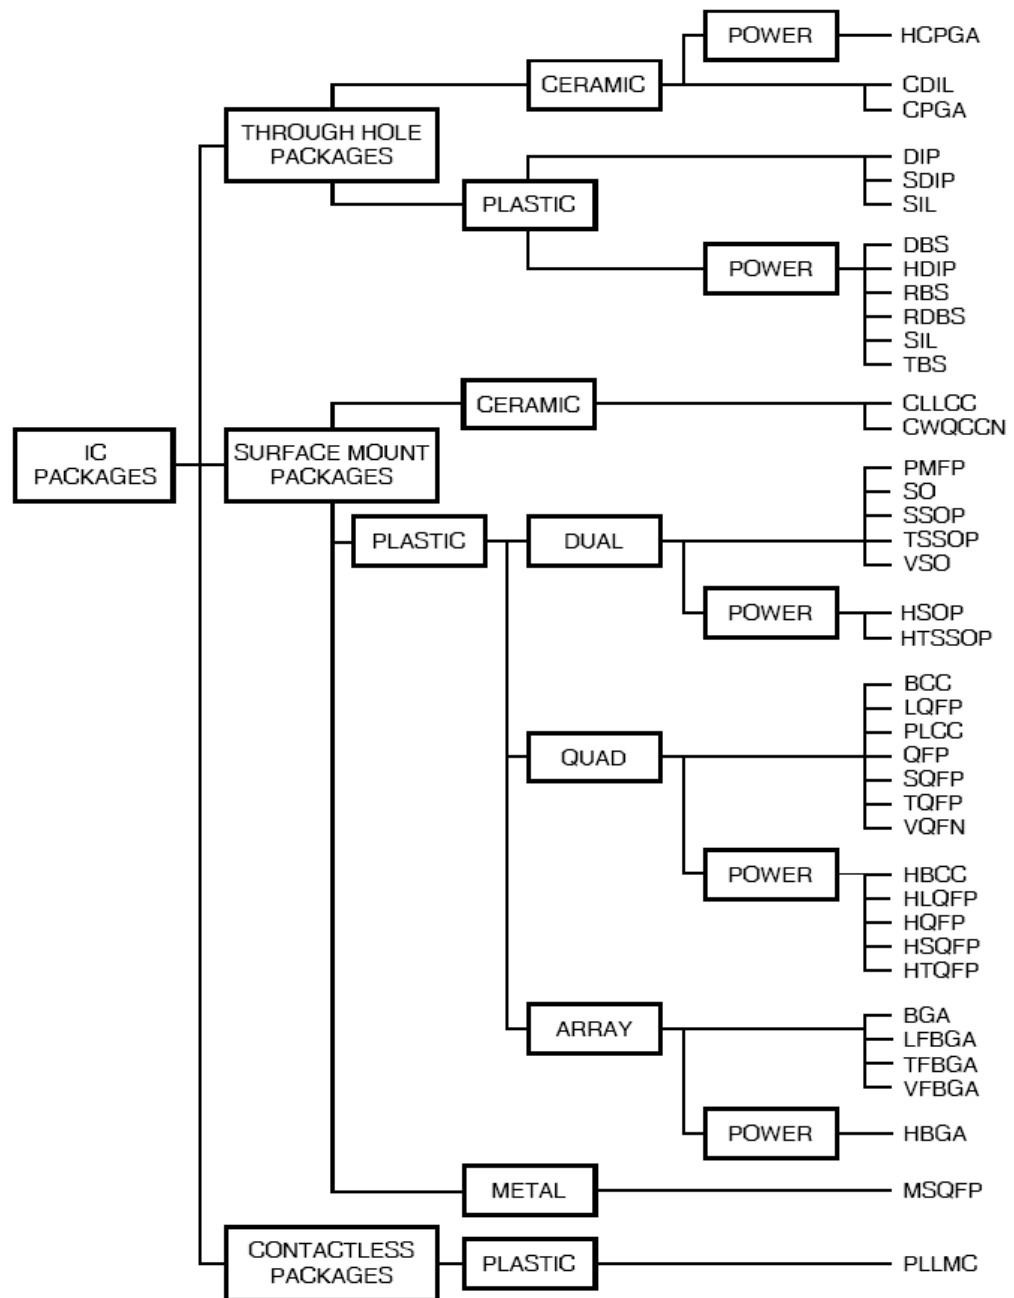 POWER
HCPGA
CERAMIC
CDIL
CPGA
THROUGH HOLE
PACKAGES
DIP
SDIP
SIL
PLASTIC
DBS
POWER
HDIP
RBS
RDBS
SIL
TBS
CERAMIC
CLLCC
CWQCCN
IC
PACKAGES
SURFACE MOUNT
PACKAGES
PMFP
SO
SSOP
PLASTIC
DUAL
TSSOP
VSO
POWER
HSOP
HTSSOP
BCC
LQFP
PLCC
QUAD
QFP
SQFP
TQFP
VQFN
POWER
HBCC
HLQFP
HQFP
HSQFP
HTQFP
BGA
ARRAY
LFBGA
TFBGA
VFBGA
POWER
HBGA
METAL
MSQFP
CONTACTLESS
PACKAGES
PLASTIC
PLLMC